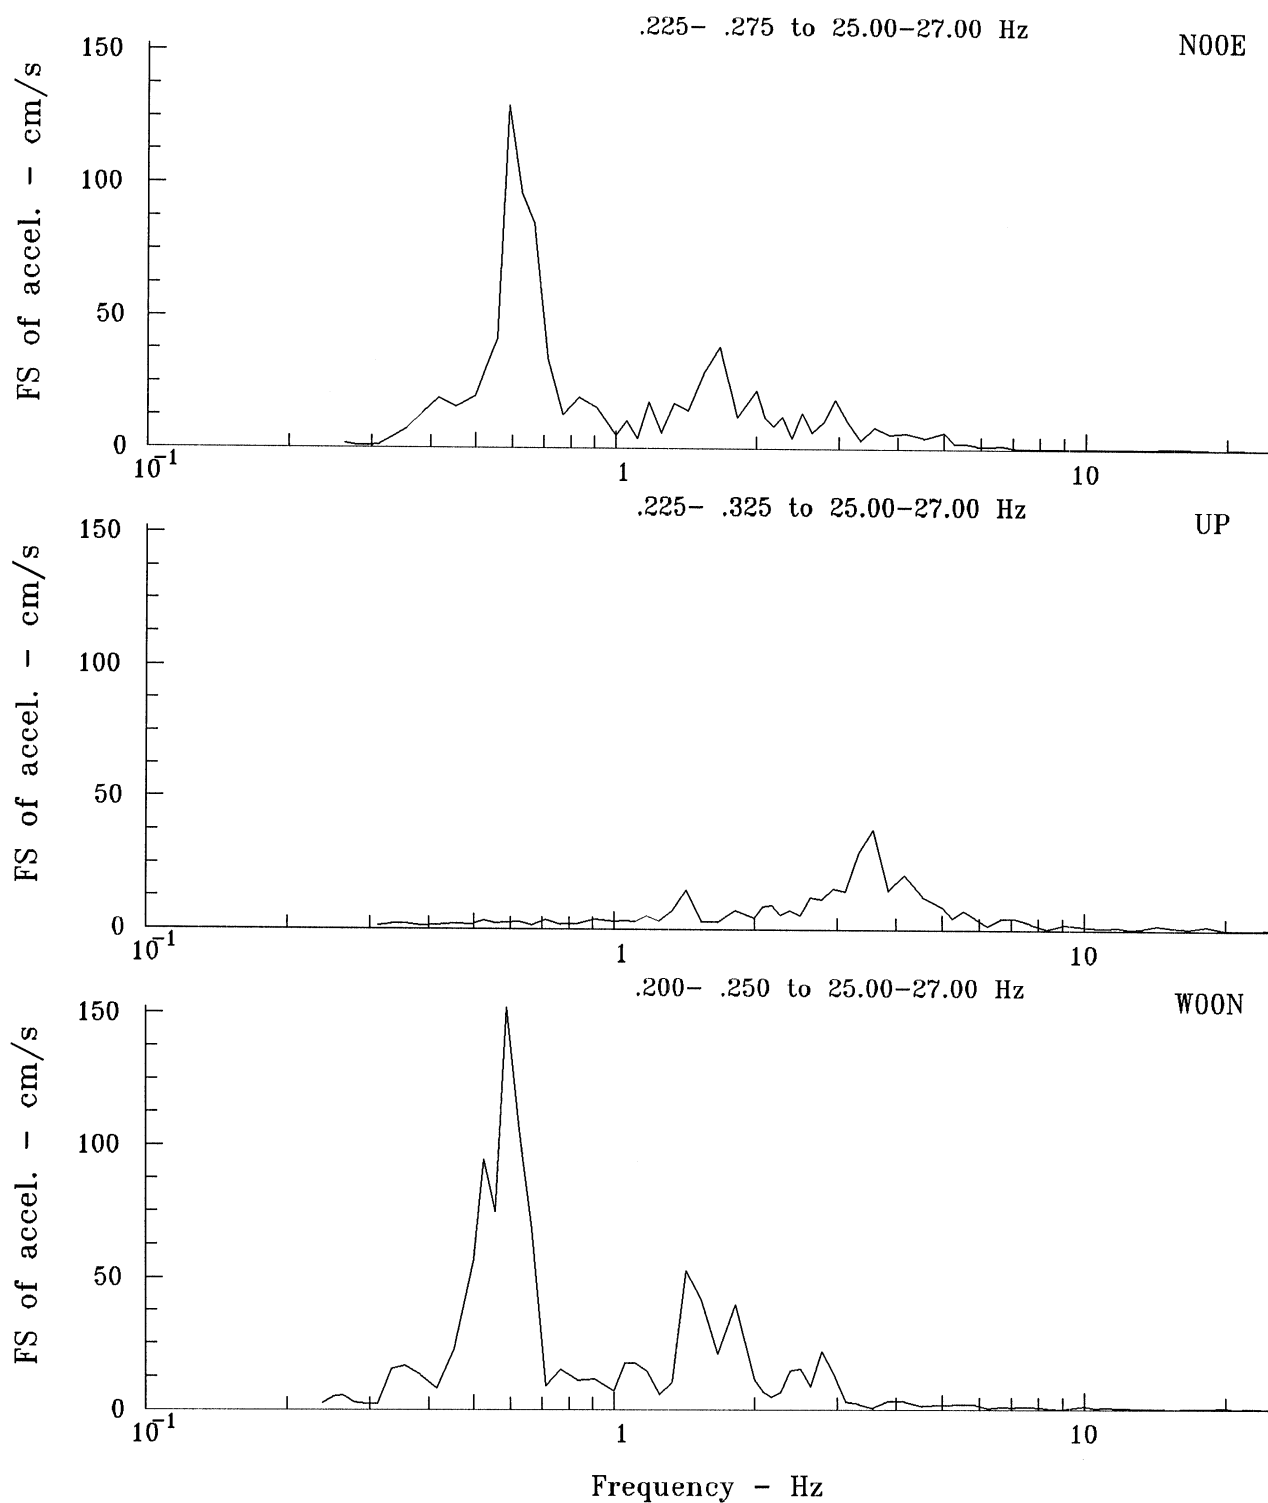 .225- .275 to 25.00-27.00 Hz
N00E
FS of accel. - cm/s
150
100
50
0
10-1
1
10
.225- .325 to 25.00-27.00 Hz
UP
FS of accel. - cm/s
150
100
50
0
10-1
1
10
.200- .250 to 25.00-27.00 Hz
W00N
FS of accel. - cm/s
150
100
50
0
10-1
1
10
Frequency - Hz